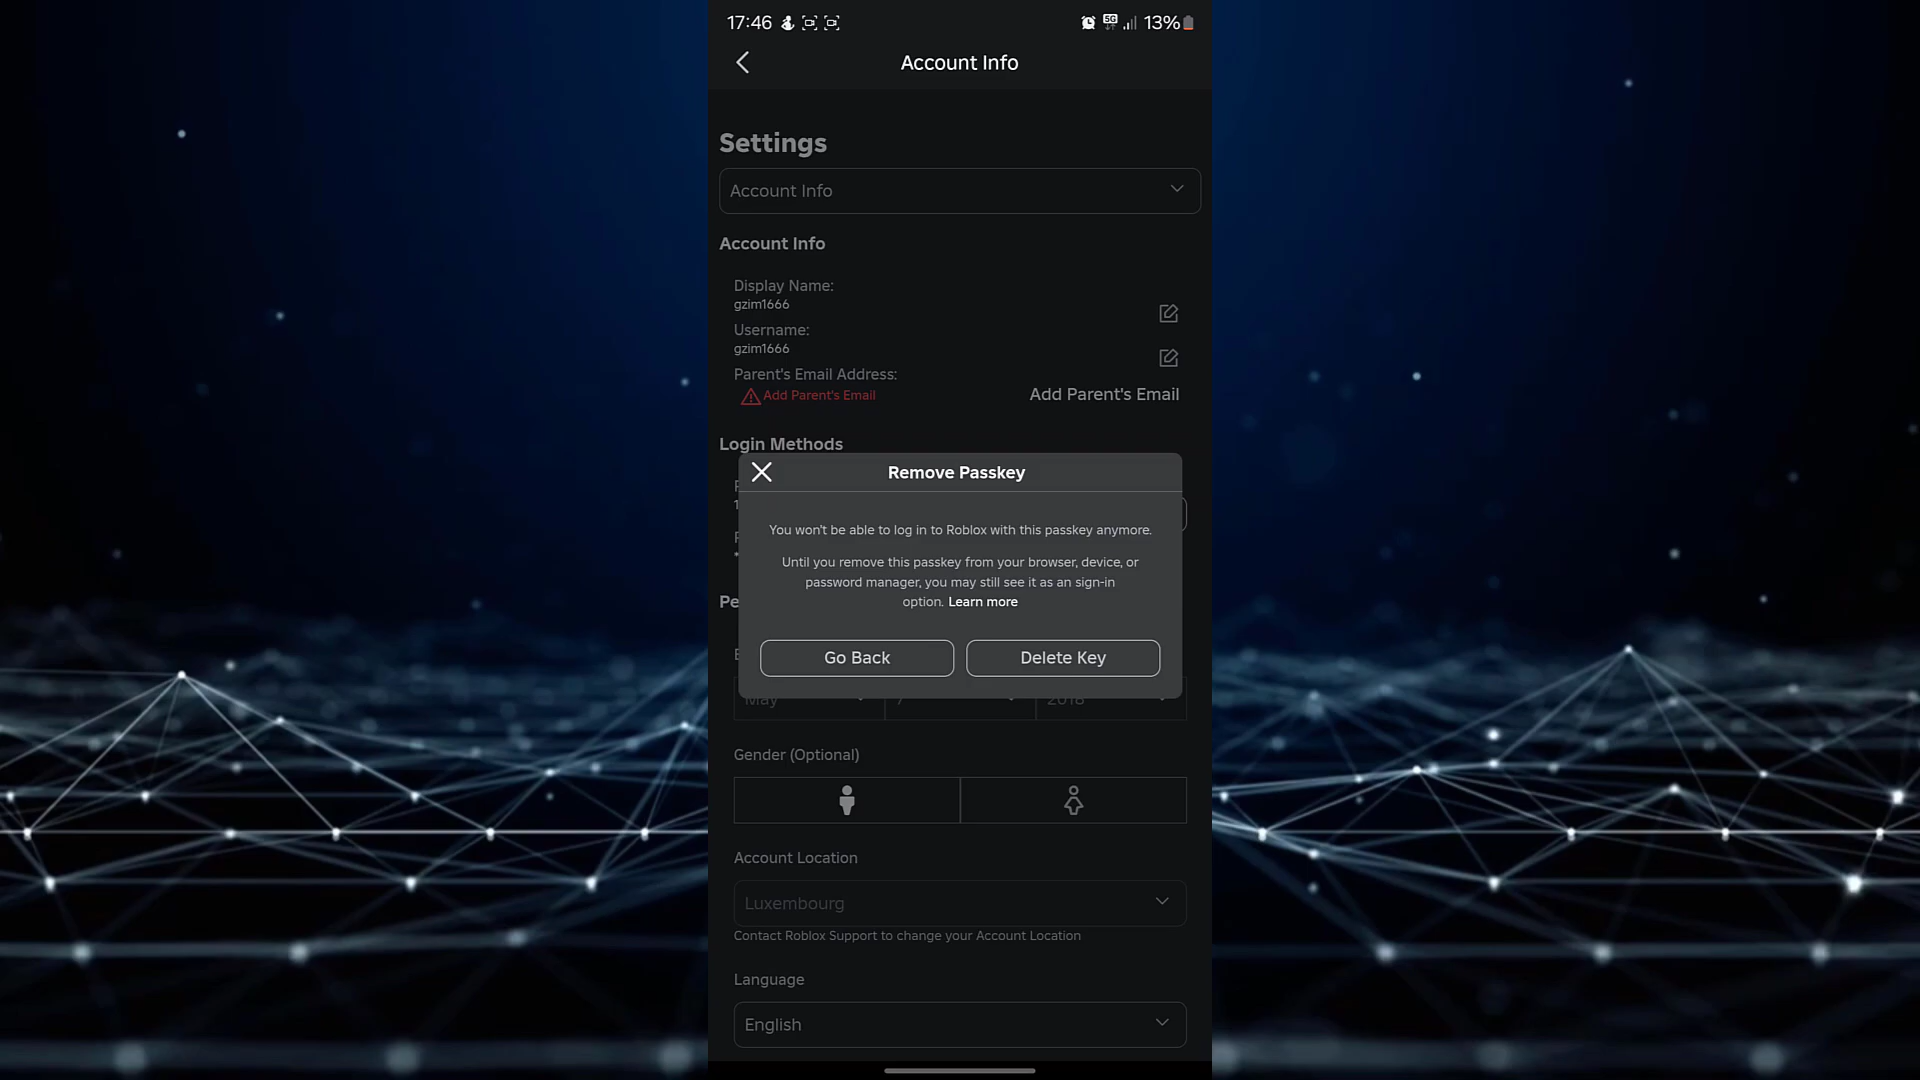 17:46
5G
13%
Account Info
Settings
Account Info
Account Info
Display Name:
gzim1666
Username:
gzim1666
Parent's Email Address:
Add Parent's Email
Add Parent's Email
Login Methods
Remove Passkey
You won't be able to log in to Roblox with this passkey anymore.
Until you remove this passkey from your browser, device, or
password manager, you may still see it as an sign-in
option. Learn more
Pe
Go Back
Delete Key
May
7
2018
Gender (Optional)
Account Location
Luxembourg
Contact Roblox Support to change your Account Location
Language
English